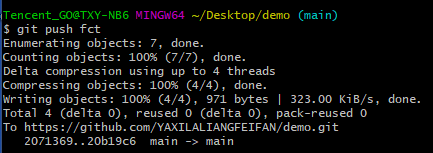 Tencent_GO@TXY-NB6 MINGW64 ~/Desktop/demo (main)
$ git push fct
Enumerating objects: 7, done.
Counting objects: 100% (7/7), done.
Delta compression using up to 4 threads
Compressing objects: 100% (4/4), done.
Writing objects: 100% (4/4), 971 bytes | 323.00 KiB/s, done.
Total 4 (delta 0), reused 0 (delta 0), pack-reused 0
To https://github.com/YAXILALIANGFEIFAN/demo.git
   2071369..20b19c6  main -> main